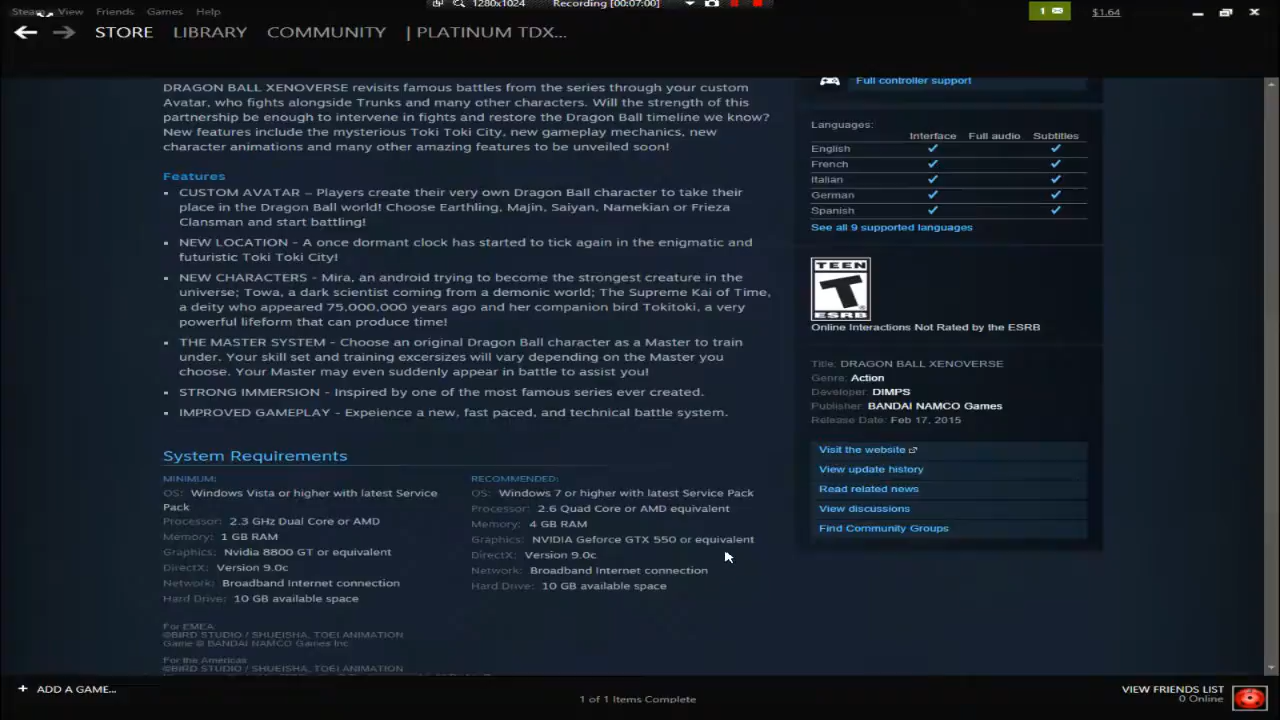 1280x1024 Recording [00:07:00]
Steam View Friends Games Help
1 $1.64
STORE LIBRARY COMMUNITY | PLATINUM TDX...
DRAGON BALL XENOVERSE revisits famous battles from the series through your custom
Avatar, who fights alongside Trunks and many other characters. Will the strength of this
partnership be enough to intervene in fights and restore the Dragon Ball timeline we know?
New features include the mysterious Toki Toki City, new gameplay mechanics, new
character animations and many other amazing features to be unveiled soon!
Features
CUSTOM AVATAR – Players create their very own Dragon Ball character to take their
place in the Dragon Ball world! Choose Earthling, Majin, Saiyan, Namekian or Frieza
Clansman and start battling!
NEW LOCATION - A once dormant clock has started to tick again in the enigmatic and
futuristic Toki Toki City!
NEW CHARACTERS - Mira, an android trying to become the strongest creature in the
universe; Towa, a dark scientist coming from a demonic world; The Supreme Kai of Time,
a deity who appeared 75,000,000 years ago and her companion bird Tokitoki, a very
powerful lifeform that can produce time!
THE MASTER SYSTEM - Choose an original Dragon Ball character as a Master to train
under. Your skill set and training excersizes will vary depending on the Master you
choose. Your Master may even suddenly appear in battle to assist you!
STRONG IMMERSION - Inspired by one of the most famous series ever created.
IMPROVED GAMEPLAY - Expeience a new, fast paced, and technical battle system.
System Requirements
MINIMUM:
OS: Windows Vista or higher with latest Service
Pack
Processor: 2.3 GHz Dual Core or AMD
Memory: 1 GB RAM
Graphics: Nvidia 8800 GT or equivalent
DirectX: Version 9.0c
Network: Broadband Internet connection
Hard Drive: 10 GB available space
RECOMMENDED:
OS: Windows 7 or higher with latest Service Pack
Processor: 2.6 Quad Core or AMD equivalent
Memory: 4 GB RAM
Graphics: NVIDIA Geforce GTX 550 or equivalent
DirectX: Version 9.0c
Network: Broadband Internet connection
Hard Drive: 10 GB available space
For EMEA:
©BIRD STUDIO / SHUEISHA, TOEI ANIMATION
Game © BANDAI NAMCO Games Inc.
For the Americas
©BIRD STUDIO / SHUEISHA, TOEI ANIMATION
Full controller support
Languages:
Interface Full audio Subtitles
English ✓ ✓
French ✓ ✓
Italian ✓ ✓
German ✓ ✓
Spanish ✓ ✓
See all 9 supported languages
TEEN
T
ESRB
Online Interactions Not Rated by the ESRB
Title: DRAGON BALL XENOVERSE
Genre: Action
Developer: DIMPS
Publisher: BANDAI NAMCO Games
Release Date: Feb 17, 2015
Visit the website
View update history
Read related news
View discussions
Find Community Groups
+ ADD A GAME...
1 of 1 Items Complete
VIEW FRIENDS LIST
0 Online